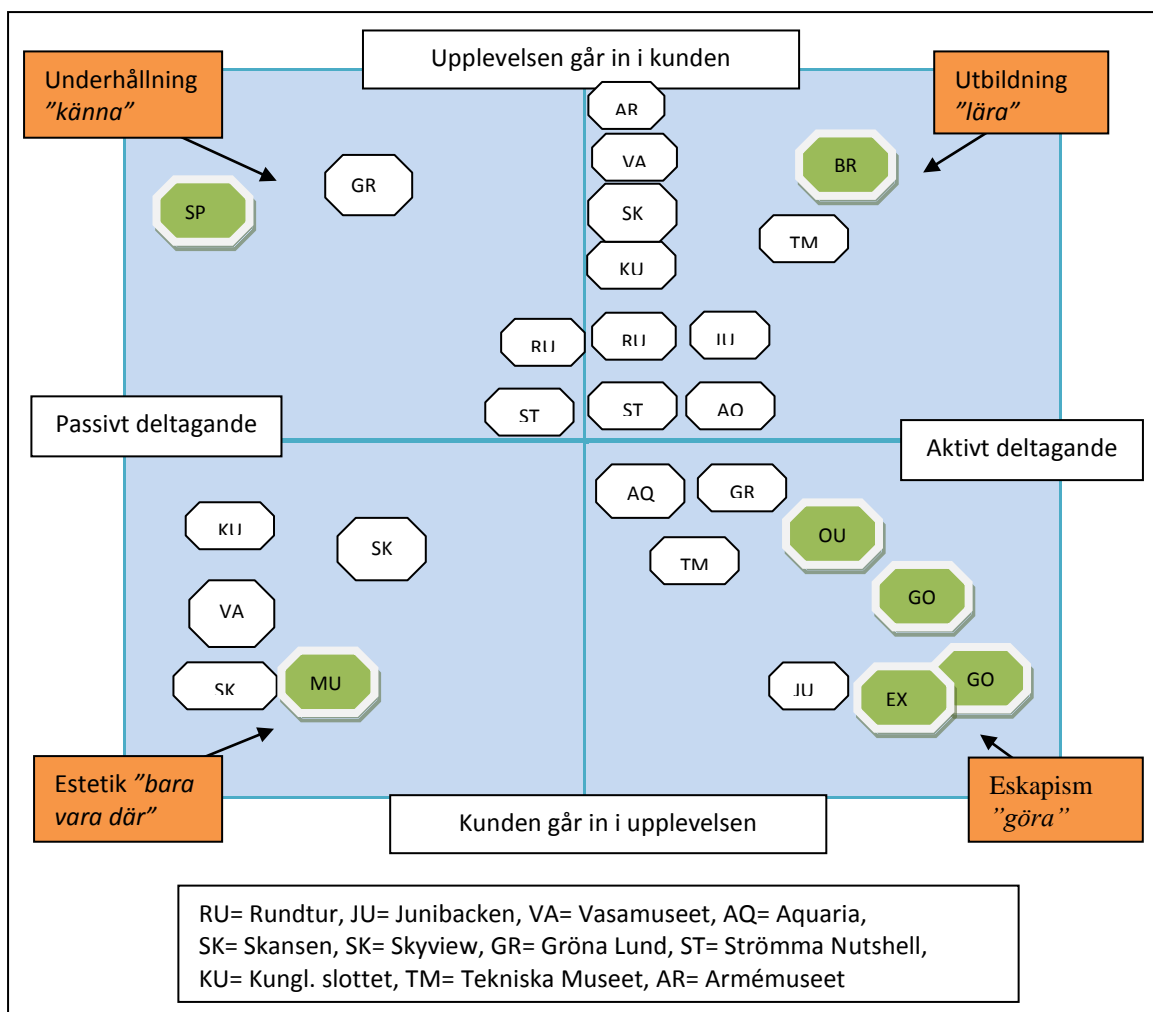 Upplevelsen går in i kunden
Underhållning
”känna”
Utbildning
”lära”
AR
VA
BR
GR
SP
SK
TM
KU
RU
RU
JU
ST
ST
AQ
Passivt deltagande
Aktivt deltagande
AQ
GR
KU
SK
OU
TM
GO
VA
SK
MU
JU
EX
GO
Estetik ”bara
vara där”
Eskapism
”göra”
Kunden går in i upplevelsen
RU= Rundtur, JU= Junibacken, VA= Vasamuseet, AQ= Aquaria,
SK= Skansen, SK= Skyview, GR= Gröna Lund, ST= Strömma Nutshell,
KU= Kungl. slottet, TM= Tekniska Museet, AR= Armémuseet